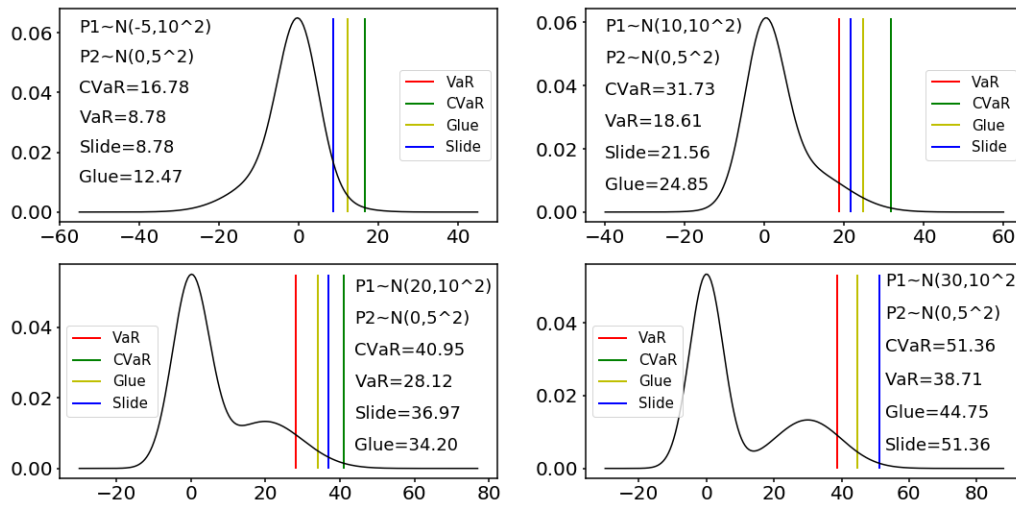 P1~N(-5,10^2)
P2~N(0,5^2)
CVaR=16.78
VaR=8.78
Slide=8.78
Glue=12.47
VaR
CVaR
Glue
Slide
0.06
0.04
0.02
0.00
−60 −40 −20 0 20 40
P1~N(10,10^2)
P2~N(0,5^2)
CVaR=31.73
VaR=18.61
Slide=21.56
Glue=24.85
VaR
CVaR
Glue
Slide
0.06
0.04
0.02
0.00
−40 −20 0 20 40 60
P1~N(20,10^2)
P2~N(0,5^2)
CVaR=40.95
VaR=28.12
Slide=36.97
Glue=34.20
VaR
CVaR
Glue
Slide
0.04
0.02
0.00
−20 0 20 40 60 80
P1~N(30,10^2
P2~N(0,5^2)
CVaR=51.36
VaR=38.71
Glue=44.75
Slide=51.36
VaR
CVaR
Glue
Slide
0.04
0.02
0.00
−20 0 20 40 60 80